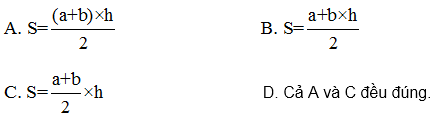 A. S=(a+b)×h/2 B. S=a+b×h/2
C. S=a+b/2×h D. Cả A và C đều đúng.